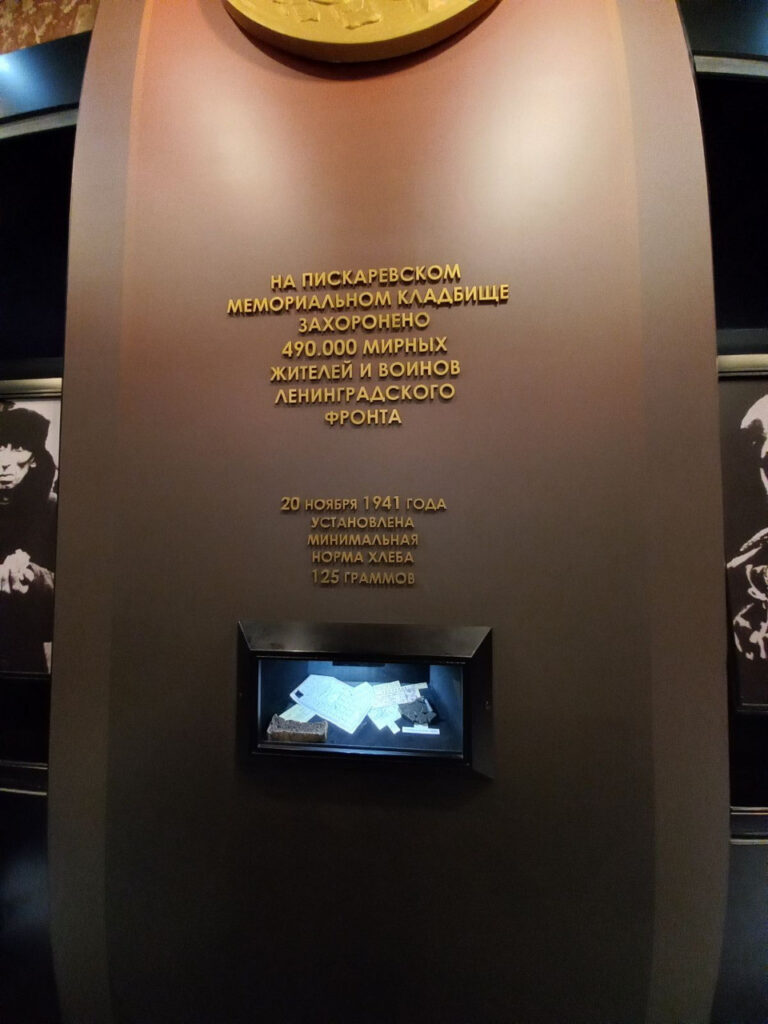 НА ПИСКАРЕВСКОМ
МЕМОРИАЛЬНОМ КЛАДБИЩЕ
ЗАХОРОНЕНО
490.000 МИРНЫХ
ЖИТЕЛЕЙ И ВОИНОВ
ЛЕНИНГРАДСКОГО
ФРОНТА
20 НОЯБРЯ 1941 ГОДА
УСТАНОВЛЕНА
МИНИМАЛЬНАЯ
НОРМА ХЛЕБА
125 ГРАММОВ